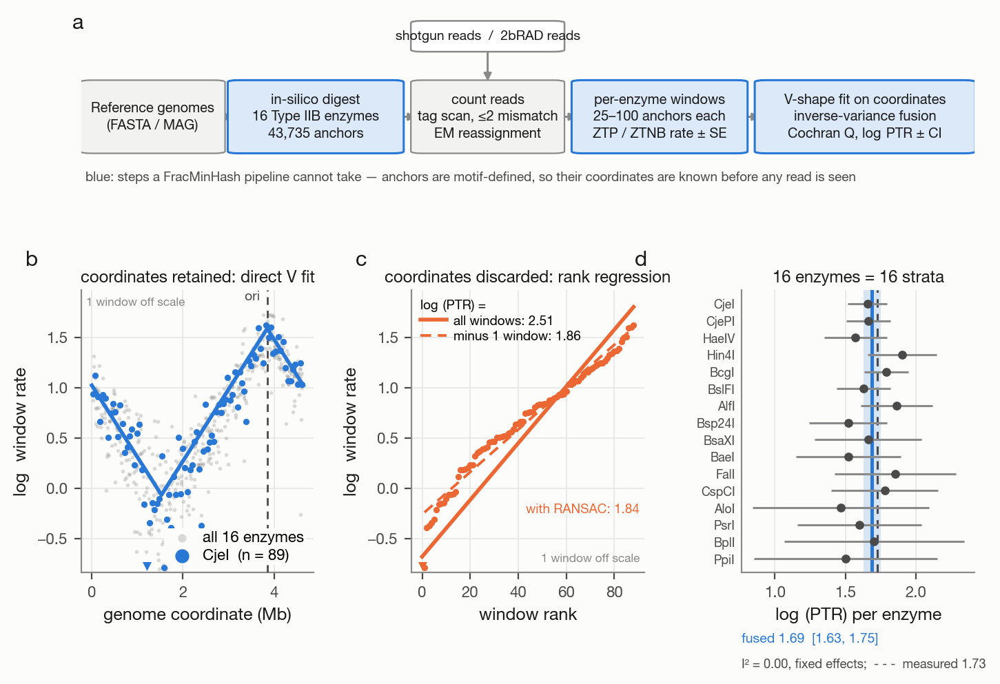 a
shotgun reads / 2bRAD reads
Reference genomes
(FASTA / MAG)
in-silico digest
16 Type IIB enzymes
43,735 anchors
count reads
tag scan, ≤2 mismatch
EM reassignment
per-enzyme windows
25–100 anchors each
ZTP / ZTNB rate ± SE
V-shape fit on coordinates
inverse-variance fusion
Cochran Q, log PTR ± CI
blue: steps a FracMinHash pipeline cannot take — anchors are motif-defined, so their coordinates are known before any read is seen
b
coordinates retained: direct V fit
1 window off scale
ori
log window rate
1.5
1.0
0.5
0.0
−0.5
all 16 enzymes
CjeI (n = 89)
0
2
4
genome coordinate (Mb)
c
coordinates discarded: rank regression
log (PTR) =
all windows: 2.51
minus 1 window: 1.86
log window rate
1.5
1.0
0.5
0.0
−0.5
with RANSAC: 1.84
1 window off scale
0
20
40
60
80
window rank
d
16 enzymes = 16 strata
CjeI
CjePI
HaeIV
Hin4I
BcgI
BslFI
AlfI
Bsp24I
BsaXI
BaeI
FalI
CspCI
AloI
PsrI
BplI
PpiI
1.0
1.5
2.0
log (PTR) per enzyme
fused 1.69 [1.63, 1.75]
I² = 0.00, fixed effects; - - - measured 1.73